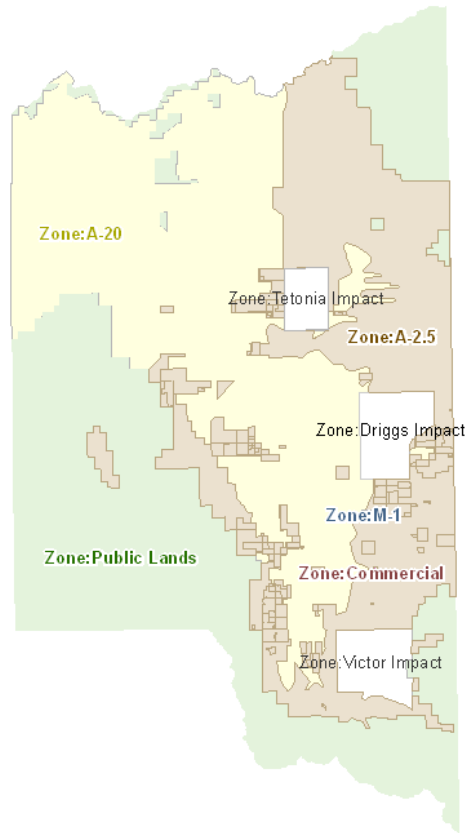 Zone:A-20
Zone:Tetonia Impact
Zone:A-2.5
Zone:Driggs Impact
Zone:M-1
Zone:Public Lands
Zone:Commercial
Zone:Victor Impact